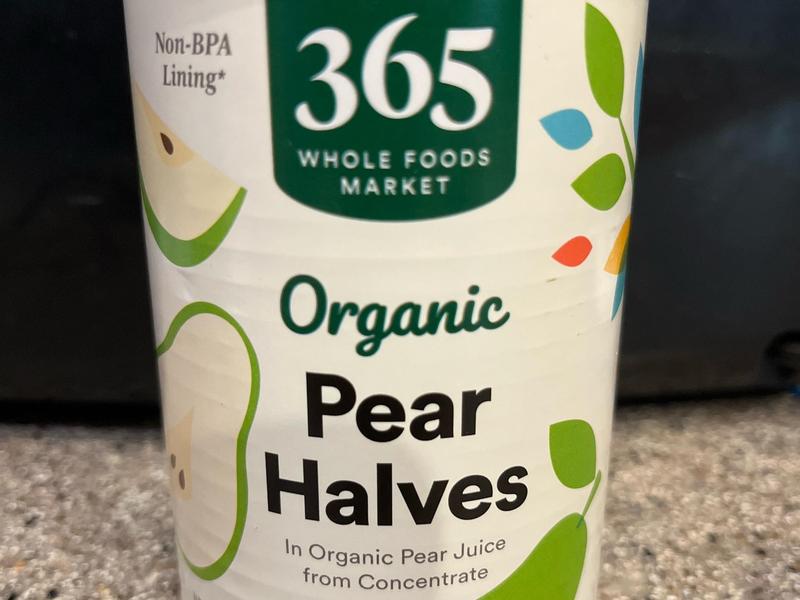 Non-BPA
Lining*
365
WHOLE FOODS
MARKET
Organic
Pear
Halves
In Organic Pear Juice
from Concentrate